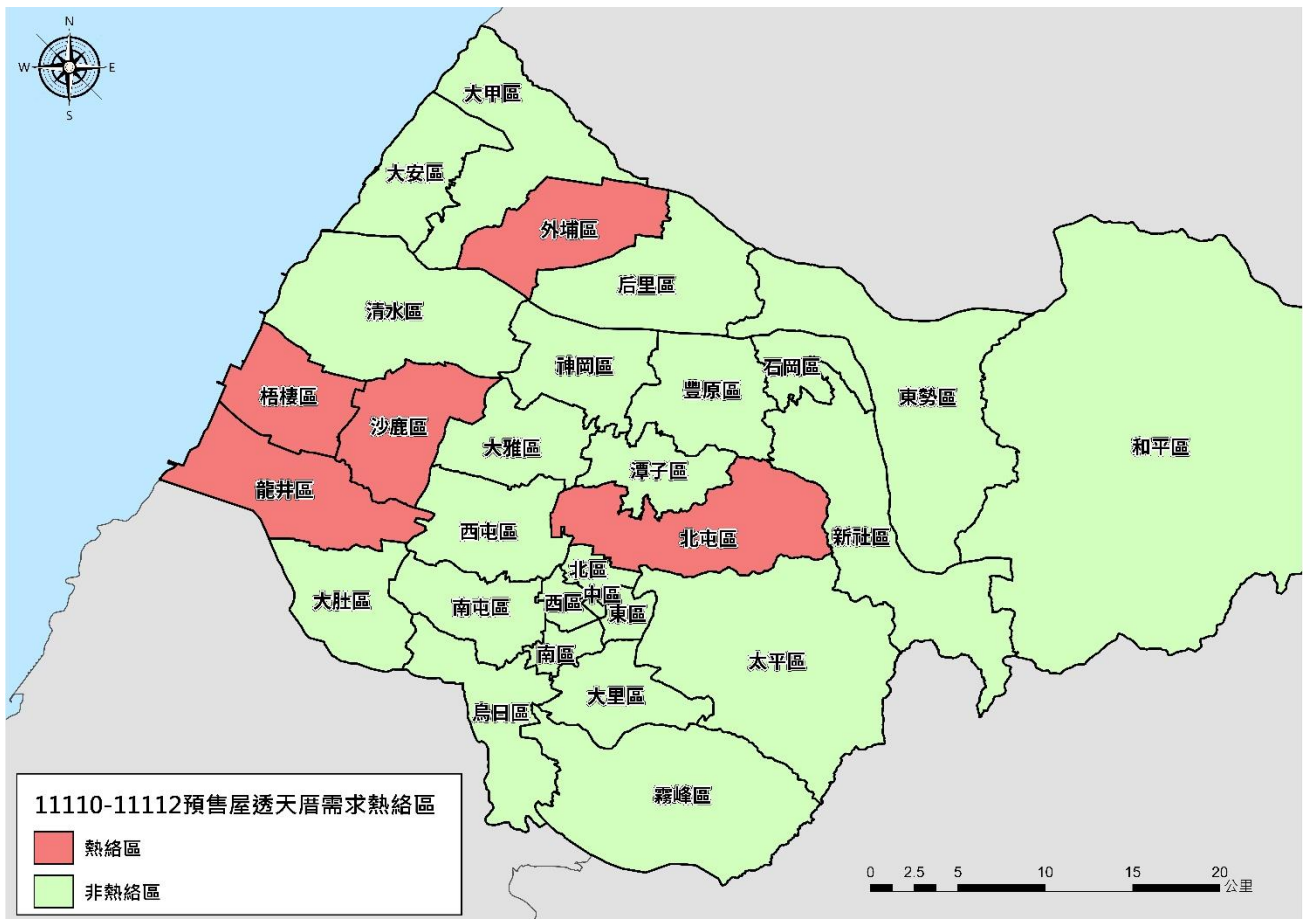 N
W
E
S
大甲區
大安區
外埔區
后里區
清水區
神岡區
石岡區
豐原區
東勢區
梧棲區
沙鹿區
大雅區
和平區
潭子區
龍井區
西屯區
北屯區
新社區
北區
中區
大肚區
南屯區
西區
東區
南區
太平區
大里區
烏日區
霧峰區
11110-11112預售屋透天厝需求熱絡區
熱絡區
非熱絡區
0 2.5 5 10 15 20
公里